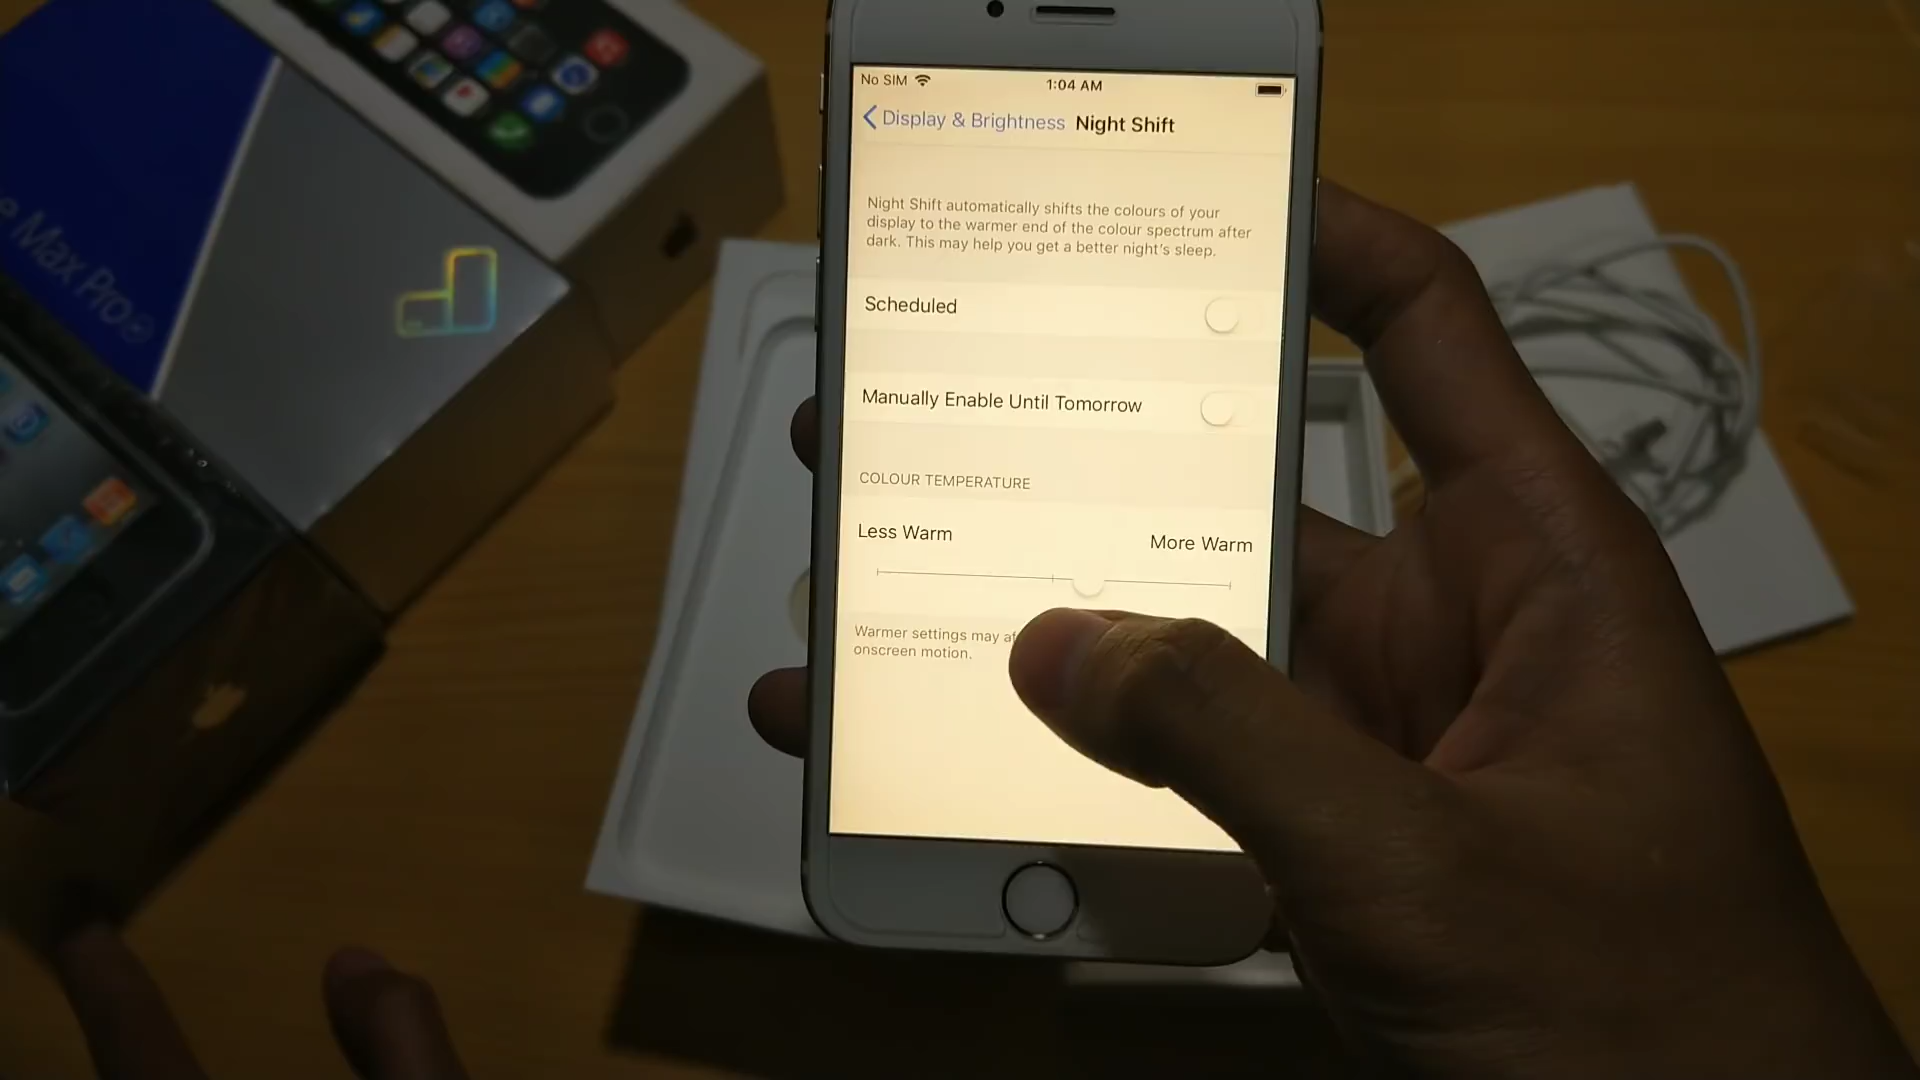 No SIM
1:04 AM
Display & Brightness
Night Shift
Night Shift automatically shifts the colours of your
display to the warmer end of the colour spectrum after
dark. This may help you get a better night's sleep.
Scheduled
Manually Enable Until Tomorrow
COLOUR TEMPERATURE
Less Warm
More Warm
Warmer settings may
onscreen motion.
Max Pro